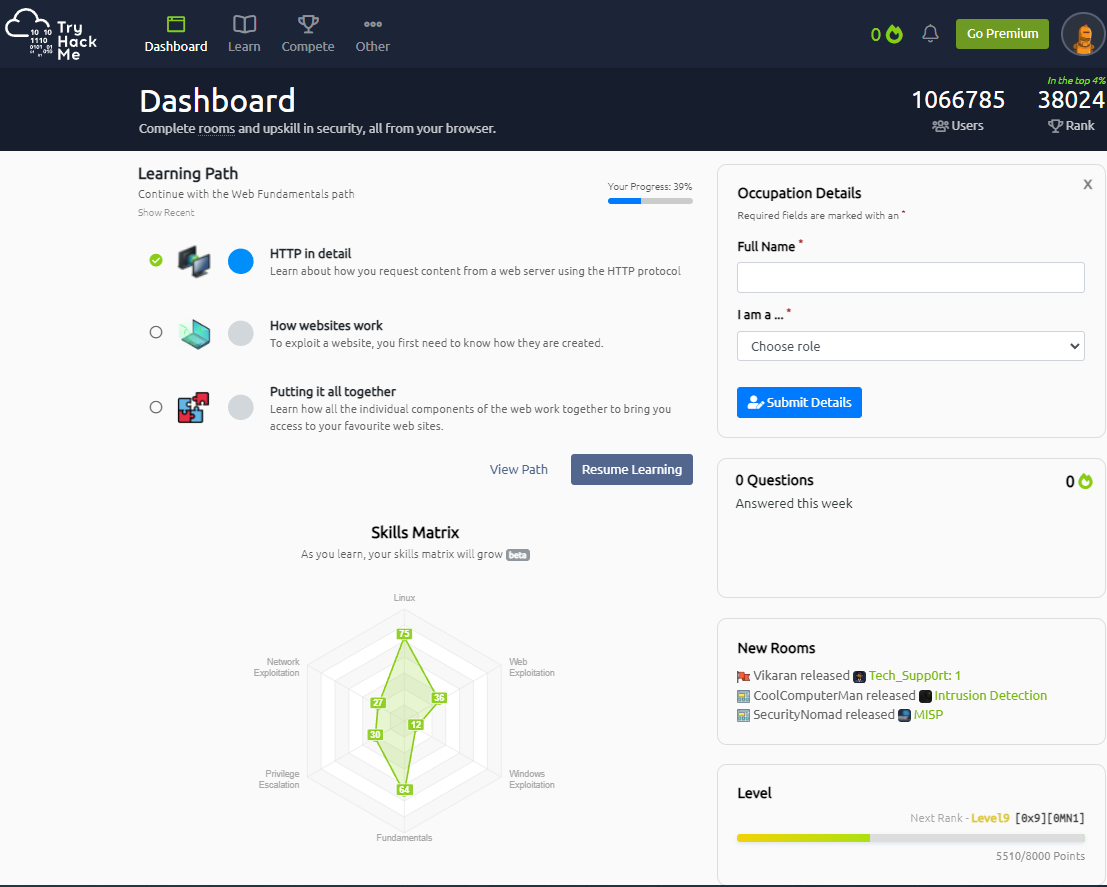 Try
Hack
Me
10 10
1110
0101 01
Dashboard
Learn
Compete
Other
0
Go Premium
Dashboard
Complete rooms and upskill in security, all from your browser.
1066785
Users
In the top 4%
38024
Rank
Learning Path
Continue with the Web Fundamentals path
Show Recent
Your Progress: 39%
HTTP in detail
Learn about how you request content from a web server using the HTTP protocol
How websites work
To exploit a website, you first need to know how they are created.
Putting it all together
Learn how all the individual components of the web work together to bring you
access to your favourite web sites.
View Path
Resume Learning
Skills Matrix
As you learn, your skills matrix will grow beta
Linux
75
Network
Exploitation
Web
Exploitation
27
36
30
12
Privilege
Escalation
Windows
Exploitation
64
Fundamentals
X
Occupation Details
Required fields are marked with an *
Full Name *
I am a ... *
Choose role
Submit Details
0 Questions
0
Answered this week
New Rooms
Vikaran released Tech_Supp0rt: 1
CoolComputerMan released Intrusion Detection
SecurityNomad released MISP
Level
Next Rank - Level9 [0x9][0MN1]
5510/8000 Points